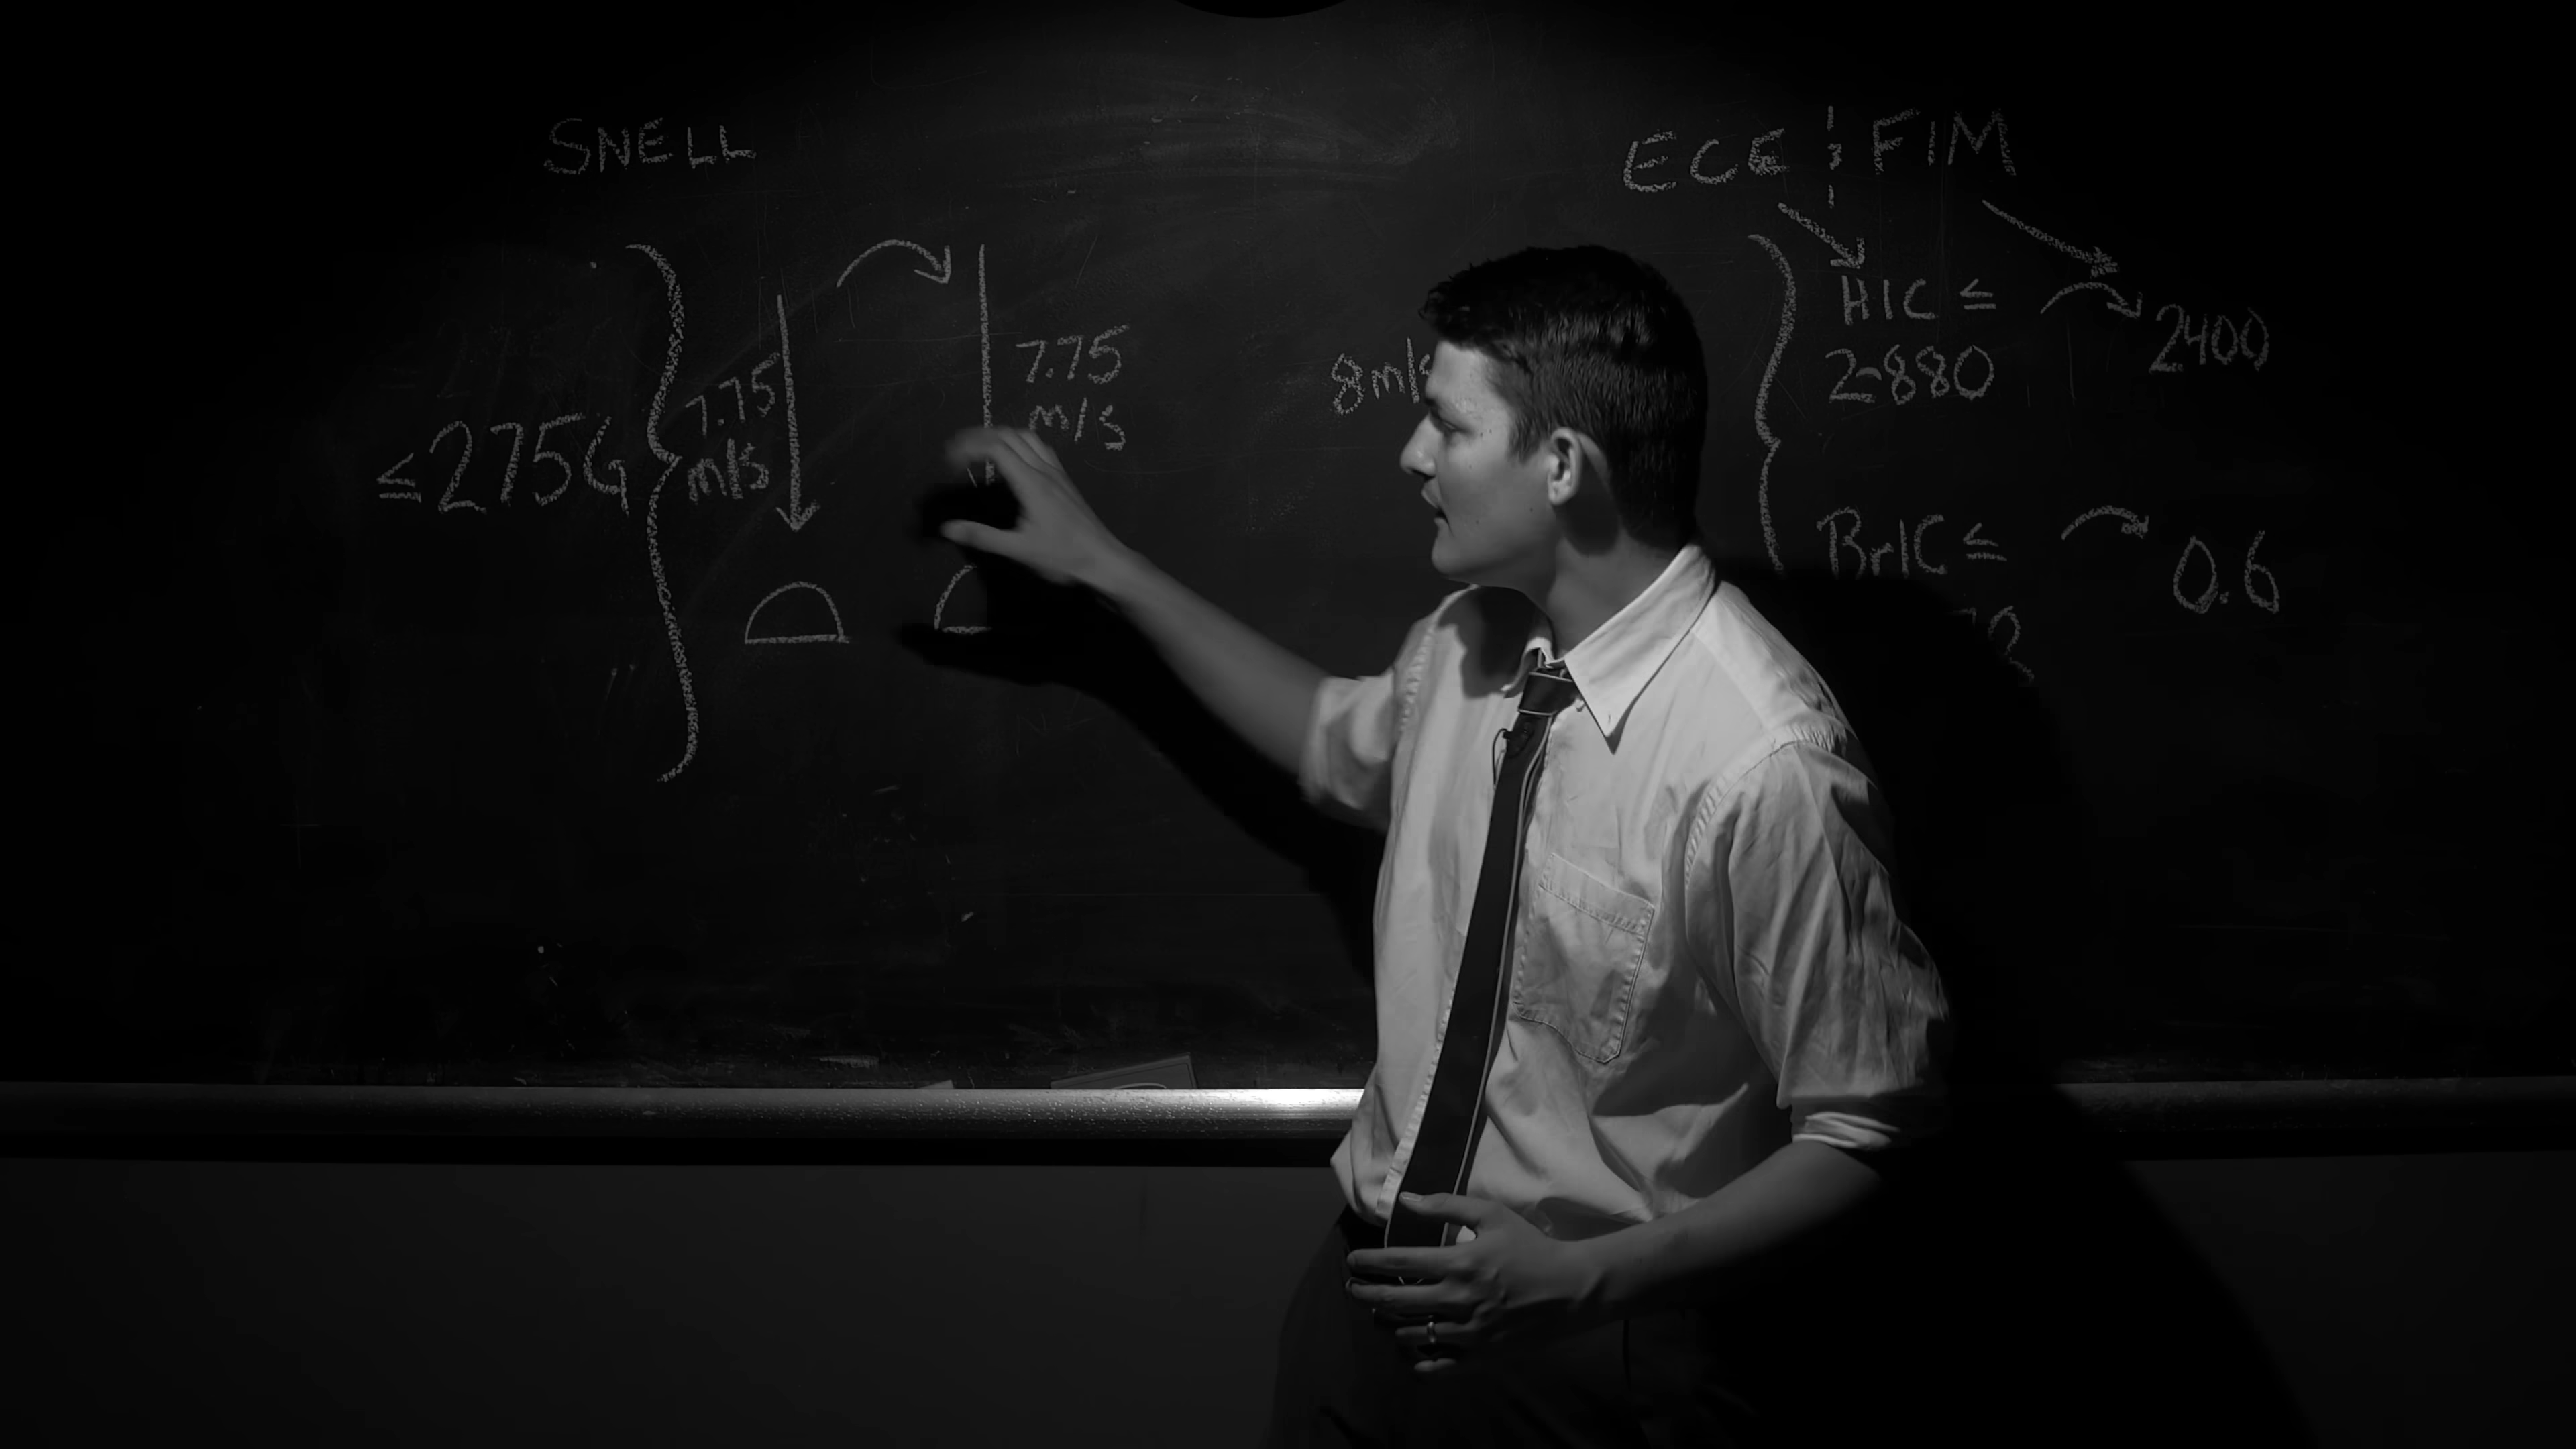 SNELL
≤275G
7.75
m/s
7.75
m/s
8m/s
ECE ¦ FIM
HIC ≤
2880
2400
BrIC ≤
0.6